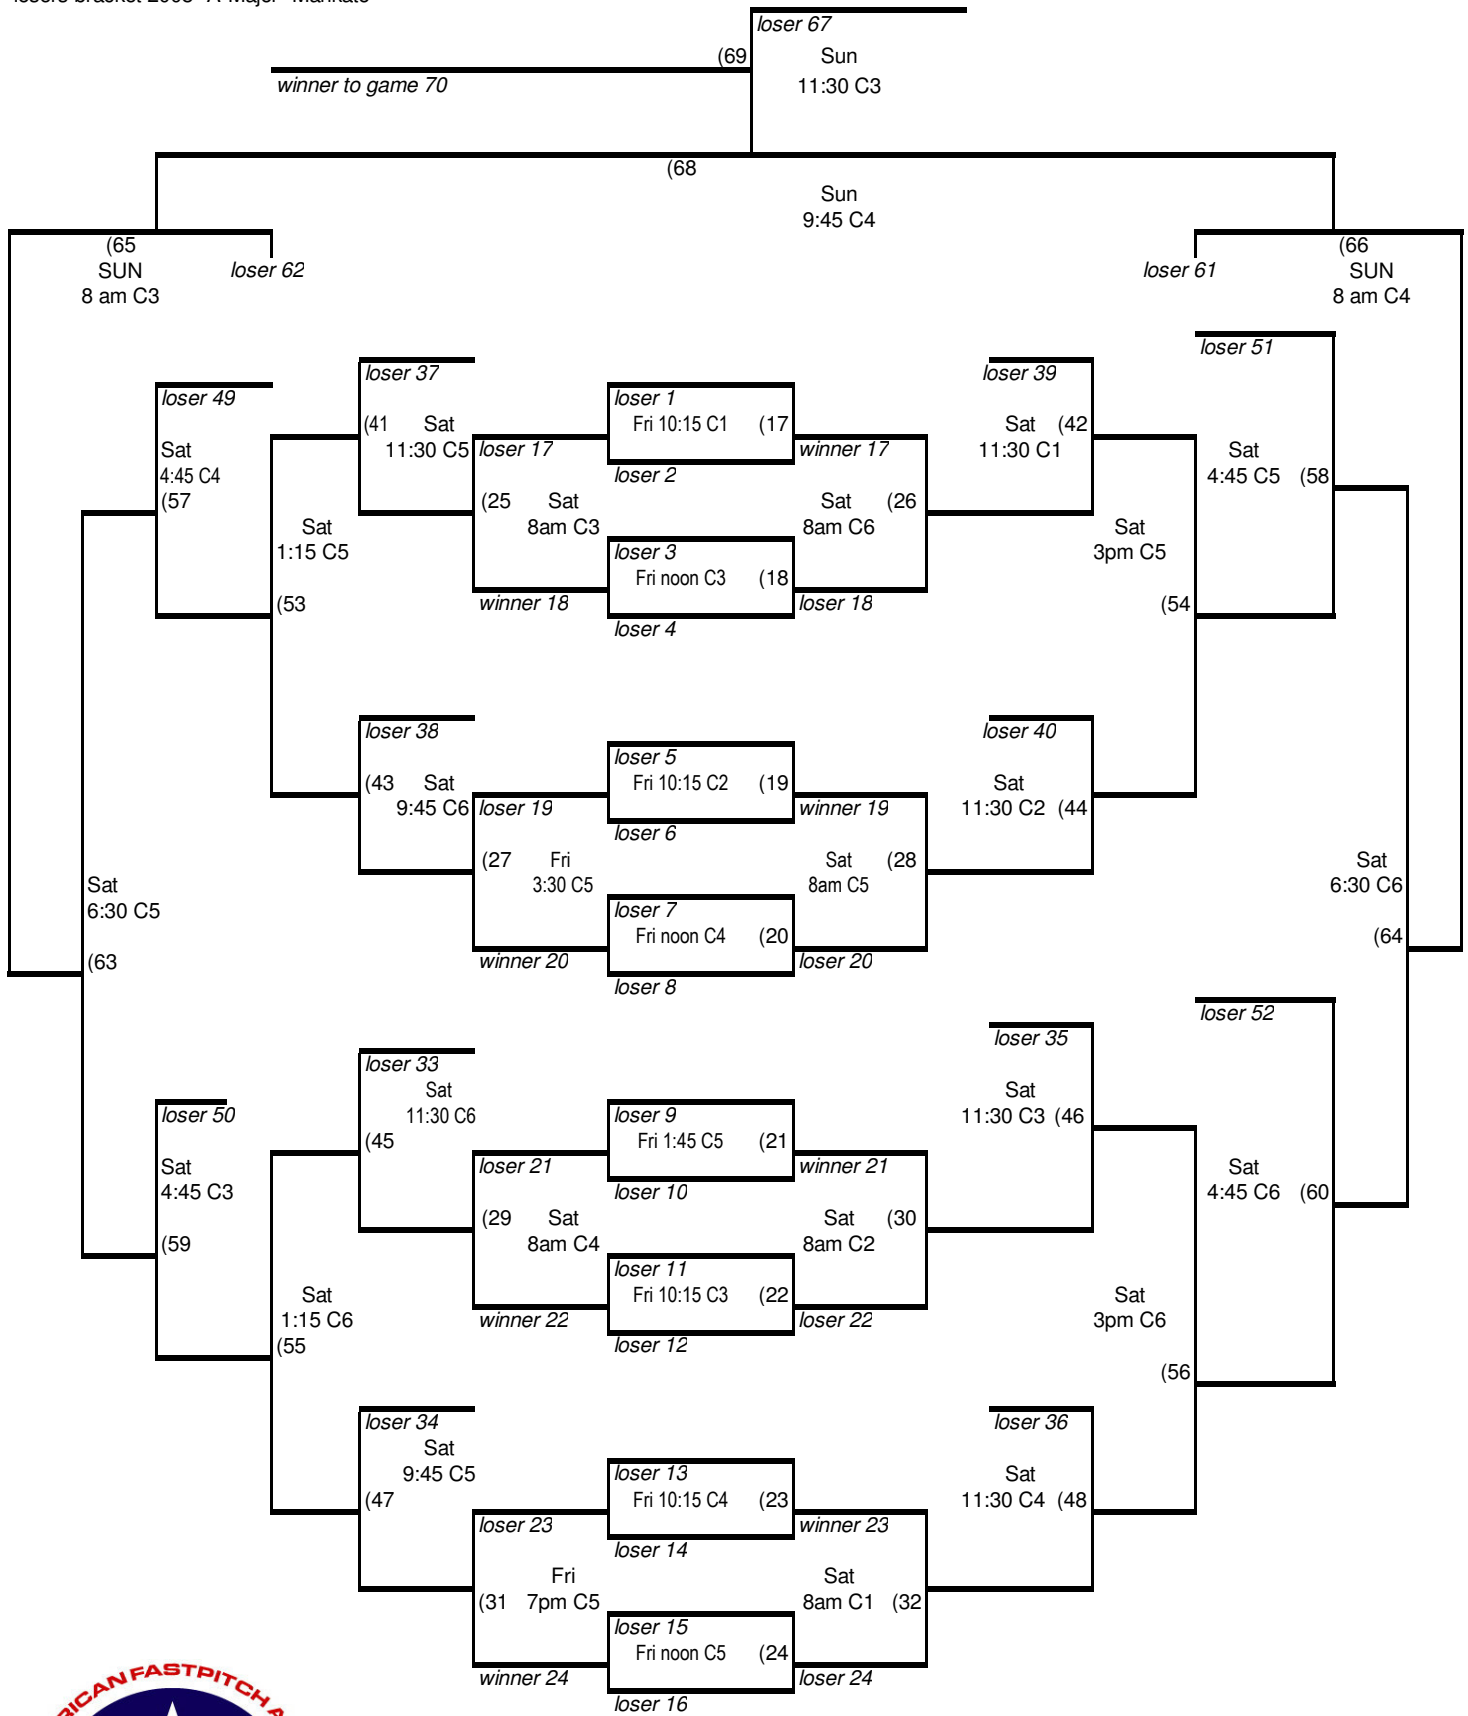 loser 67
(69
Sun
winner to game 70
11:30 C3
(68
Sun
9:45 C4
(65
SUN
8 am C3
loser 62
loser 61
(66
SUN
8 am C4
loser 51
loser 37
loser 39
loser 49
loser 1
(41 Sat
11:30 C5
Fri 10:15 C1 (17
Sat (42
11:30 C1
Sat
4:45 C4
(57
loser 17
winner 17
loser 2
Sat
4:45 C5 (58
(25 Sat
8am C3
Sat (26
8am C6
Sat
1:15 C5
(53
loser 3
Fri noon C3 (18
Sat
3pm C5
(54
winner 18
loser 18
loser 4
loser 38
loser 40
loser 5
(43 Sat
9:45 C6
Fri 10:15 C2 (19
Sat
11:30 C2 (44
loser 19
winner 19
loser 6
(27 Fri
3:30 C5
Sat (28
8am C5
Sat
6:30 C5
(63
Sat
6:30 C6
(64
loser 7
Fri noon C4 (20
winner 20
loser 20
loser 8
loser 52
loser 35
loser 33
Sat
11:30 C6
(45
Sat
11:30 C3 (46
loser 50
loser 9
Fri 1:45 C5 (21
Sat
4:45 C3
(59
loser 21
winner 21
loser 10
Sat
4:45 C6 (60
(29 Sat
8am C4
Sat (30
8am C2
loser 11
Fri 10:15 C3 (22
Sat
1:15 C6
(55
Sat
3pm C6
(56
winner 22
loser 22
loser 12
loser 34
Sat
9:45 C5
(47
loser 36
Sat
11:30 C4 (48
loser 13
Fri 10:15 C4 (23
loser 23
winner 23
loser 14
Fri
(31 7pm C5
Sat
8am C1 (32
loser 15
Fri noon C5 (24
winner 24
loser 24
loser 16
RICAN FASTPITCH A